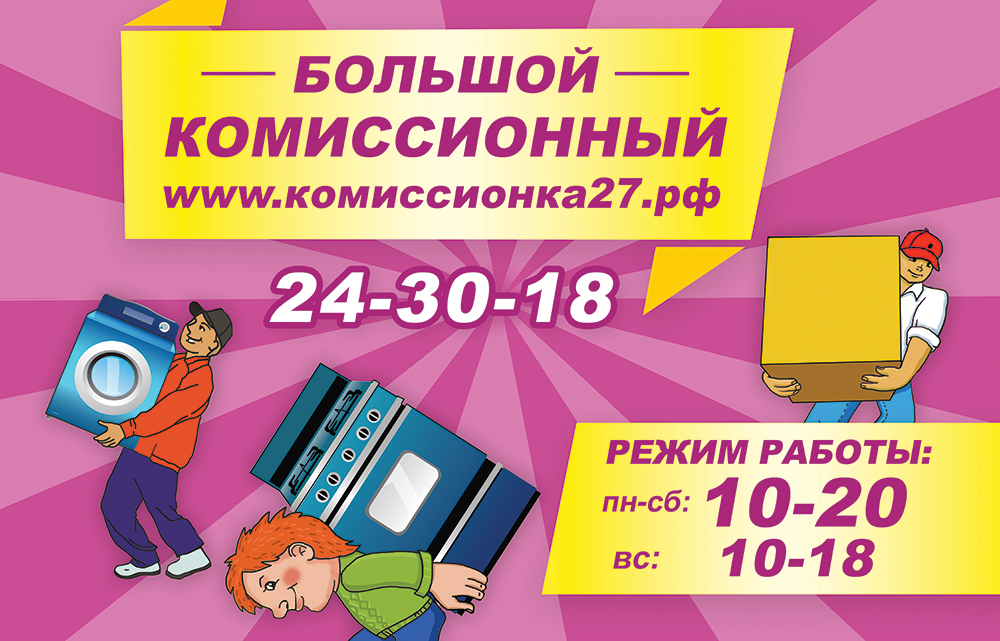 БОЛЬШОЙ
КОМИССИОННЫЙ
www.комиссионка27.рф
24-30-18
РЕЖИМ РАБОТЫ:
пн-сб: 10-20
вс: 10-18